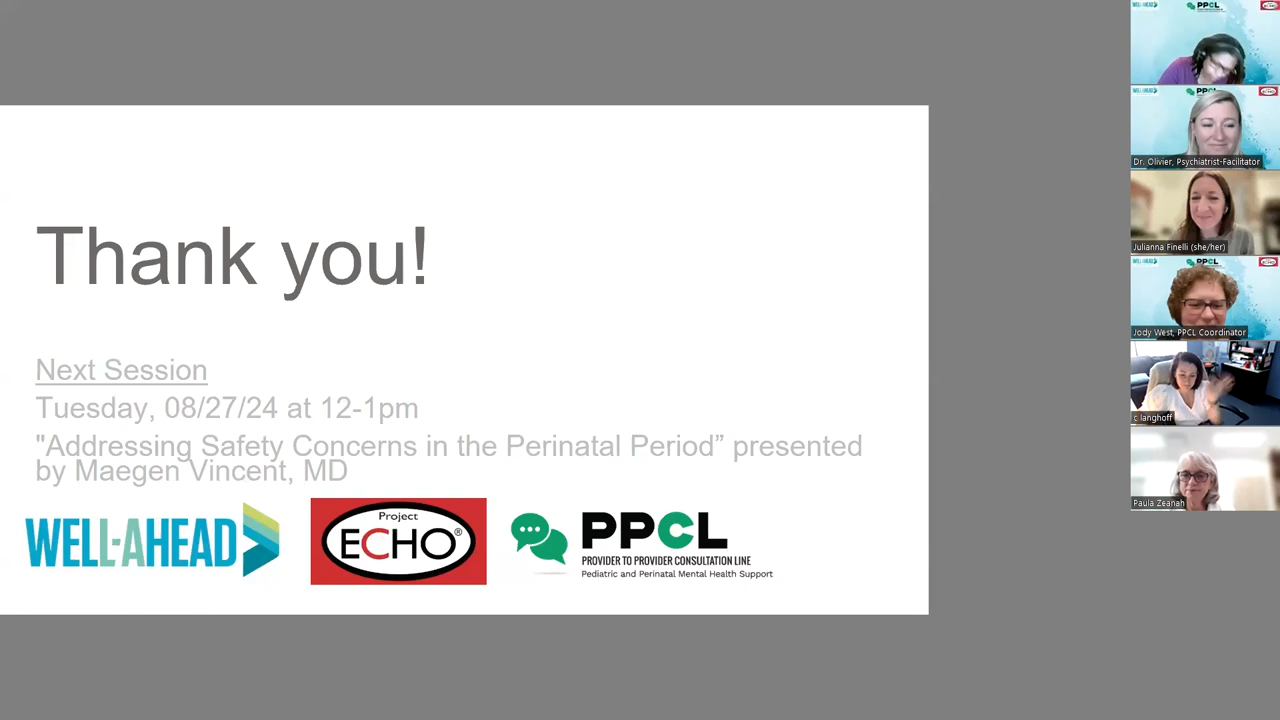 Thank you!
Next Session
Tuesday, 08/27/24 at 12-1pm
"Addressing Safety Concerns in the Perinatal Period” presented
by Maegen Vincent, MD
WELL-AHEAD
Project
ECHO®
PPCL
PROVIDER TO PROVIDER CONSULTATION LINE
Pediatric and Perinatal Mental Health Support
PPCL
Dr. Olivier, Psychiatrist-Facilitator
Julianna Finelli (she/her)
PPCL
Jody West, PPCL Coordinator
c langhoff
Paula Zeanah